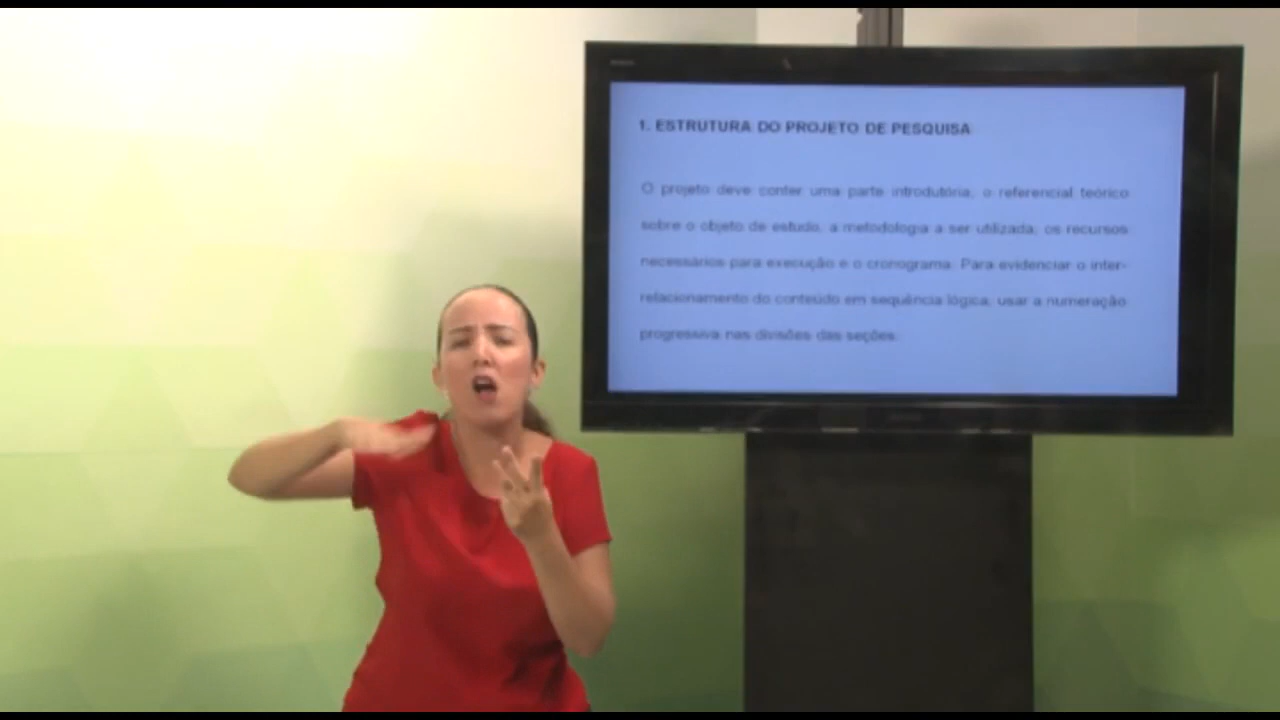 1. ESTRUTURA DO PROJETO DE PESQUISA
O projeto deve conter uma parte introdutória, o referencial teórico
sobre o objeto de estudo, a metodologia a ser utilizada, os recursos
necessários para execução e o cronograma. Para evidenciar o inter-
relacionamento do conteúdo em sequência lógica, usar a numeração
progressiva nas divisões das seções.